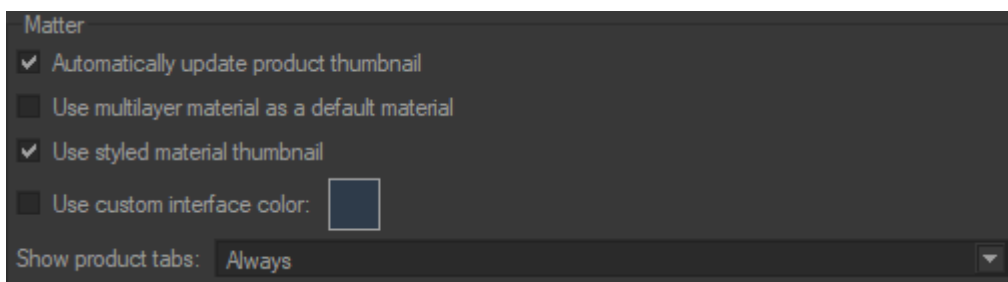 Matter
Automatically update product thumbnail
Use multilayer material as a default material
Use styled material thumbnail
Use custom interface color:
Show product tabs: Always